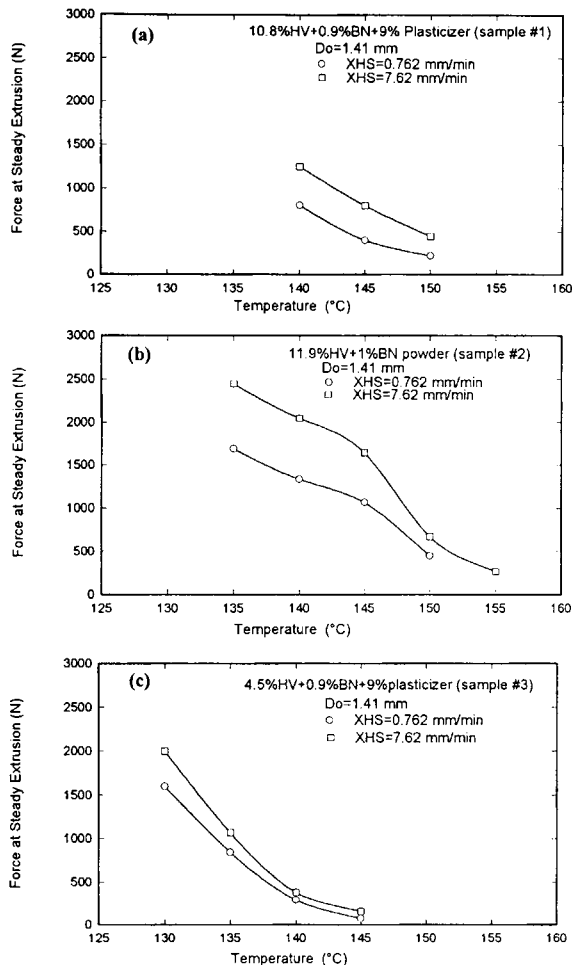 (a)
10.8%HV+0.9%BN+9% Plasticizer (sample #1)
Do=1.41 mm
XHS=0.762 mm/min
XHS=7.62 mm/min
Force at Steady Extrusion (N)
3000
2500
2000
1500
1000
500
0
125 130 135 140 145 150 155 160
Temperature (°C)
(b)
11.9%HV+1%BN powder (sample #2)
Do=1.41 mm
XHS=0.762 mm/min
XHS=7.62 mm/min
Force at Steady Extrusion (N)
3000
2500
2000
1500
1000
500
0
125 130 135 140 145 150 155 160
Temperature (°C)
(c)
4.5%HV+0.9%BN+9%plasticizer (sample #3)
Do=1.41 mm
XHS=0.762 mm/min
XHS=7.62 mm/min
Force at Steady Extrusion (N)
3000
2500
2000
1500
1000
500
0
125 130 135 140 145 150 155 160
Temperature (°C)